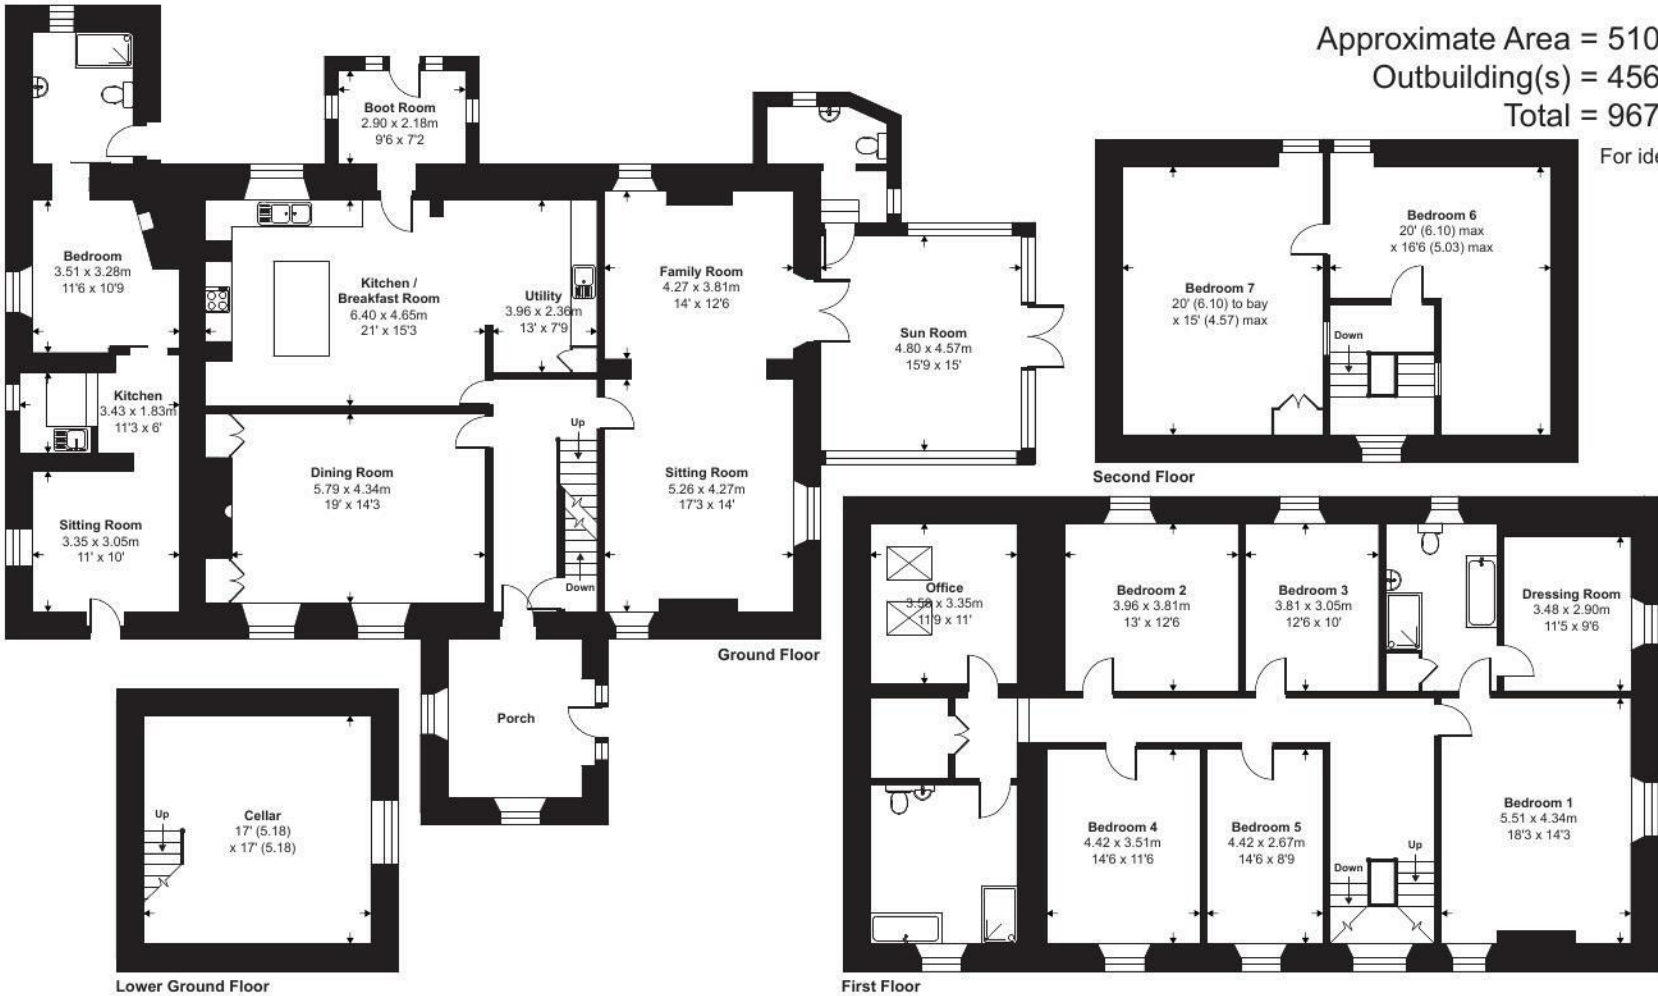 Approximate Area = 510
Outbuilding(s) = 456
Total = 967
For ide
Boot Room
2.90 x 2.18m
9'6 x 7'2
Bedroom
3.51 x 3.28m
11'6 x 10'9
Kitchen /
Breakfast Room
6.40 x 4.65m
21' x 15'3
Utility
3.96 x 2.36m
13' x 7'9
Family Room
4.27 x 3.81m
14' x 12'6
Sun Room
4.80 x 4.57m
15'9 x 15'
Kitchen
3.43 x 1.83m
11'3 x 6'
Up
Dining Room
5.79 x 4.34m
19' x 14'3
Sitting Room
5.26 x 4.27m
17'3 x 14'
Sitting Room
3.35 x 3.05m
11' x 10'
Down
Ground Floor
Porch
Bedroom 7
20' (6.10) to bay
x 15' (4.57) max
Bedroom 6
20' (6.10) max
x 16'6 (5.03) max
Down
Second Floor
Cellar
17' (5.18)
x 17' (5.18)
Up
Lower Ground Floor
Office
3.58 x 3.35m
11'9 x 11'
Bedroom 2
3.96 x 3.81m
13' x 12'6
Bedroom 3
3.81 x 3.05m
12'6 x 10'
Dressing Room
3.48 x 2.90m
11'5 x 9'6
Bedroom 4
4.42 x 3.51m
14'6 x 11'6
Bedroom 5
4.42 x 2.67m
14'6 x 8'9
Down
Up
Bedroom 1
5.51 x 4.34m
18'3 x 14'3
First Floor